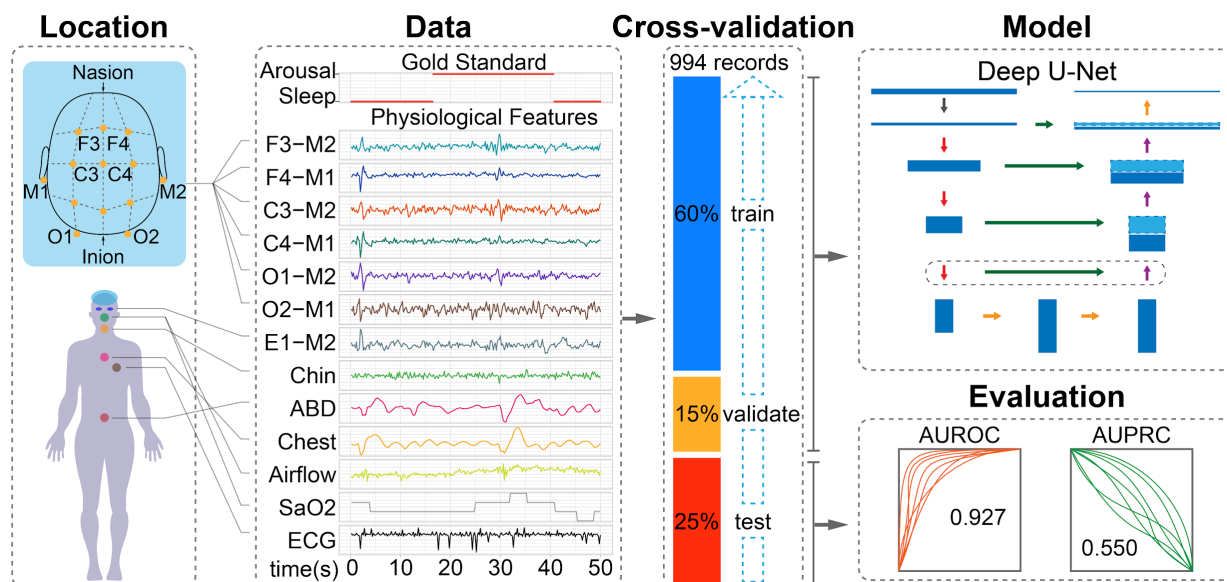 Location
Nasion
F3 F4
C3 C4
M1 M2
O1 O2
Inion
Data
Gold Standard
Arousal
Sleep
Physiological Features
F3−M2
F4−M1
C3−M2
C4−M1
O1−M2
O2−M1
E1−M2
Chin
ABD
Chest
Airflow
SaO2
ECG
time(s) 0 10 20 30 40 50
Cross-validation
994 records
60% train
15% validate
25% test
Model
Deep U-Net
Evaluation
AUROC
0.927
AUPRC
0.550